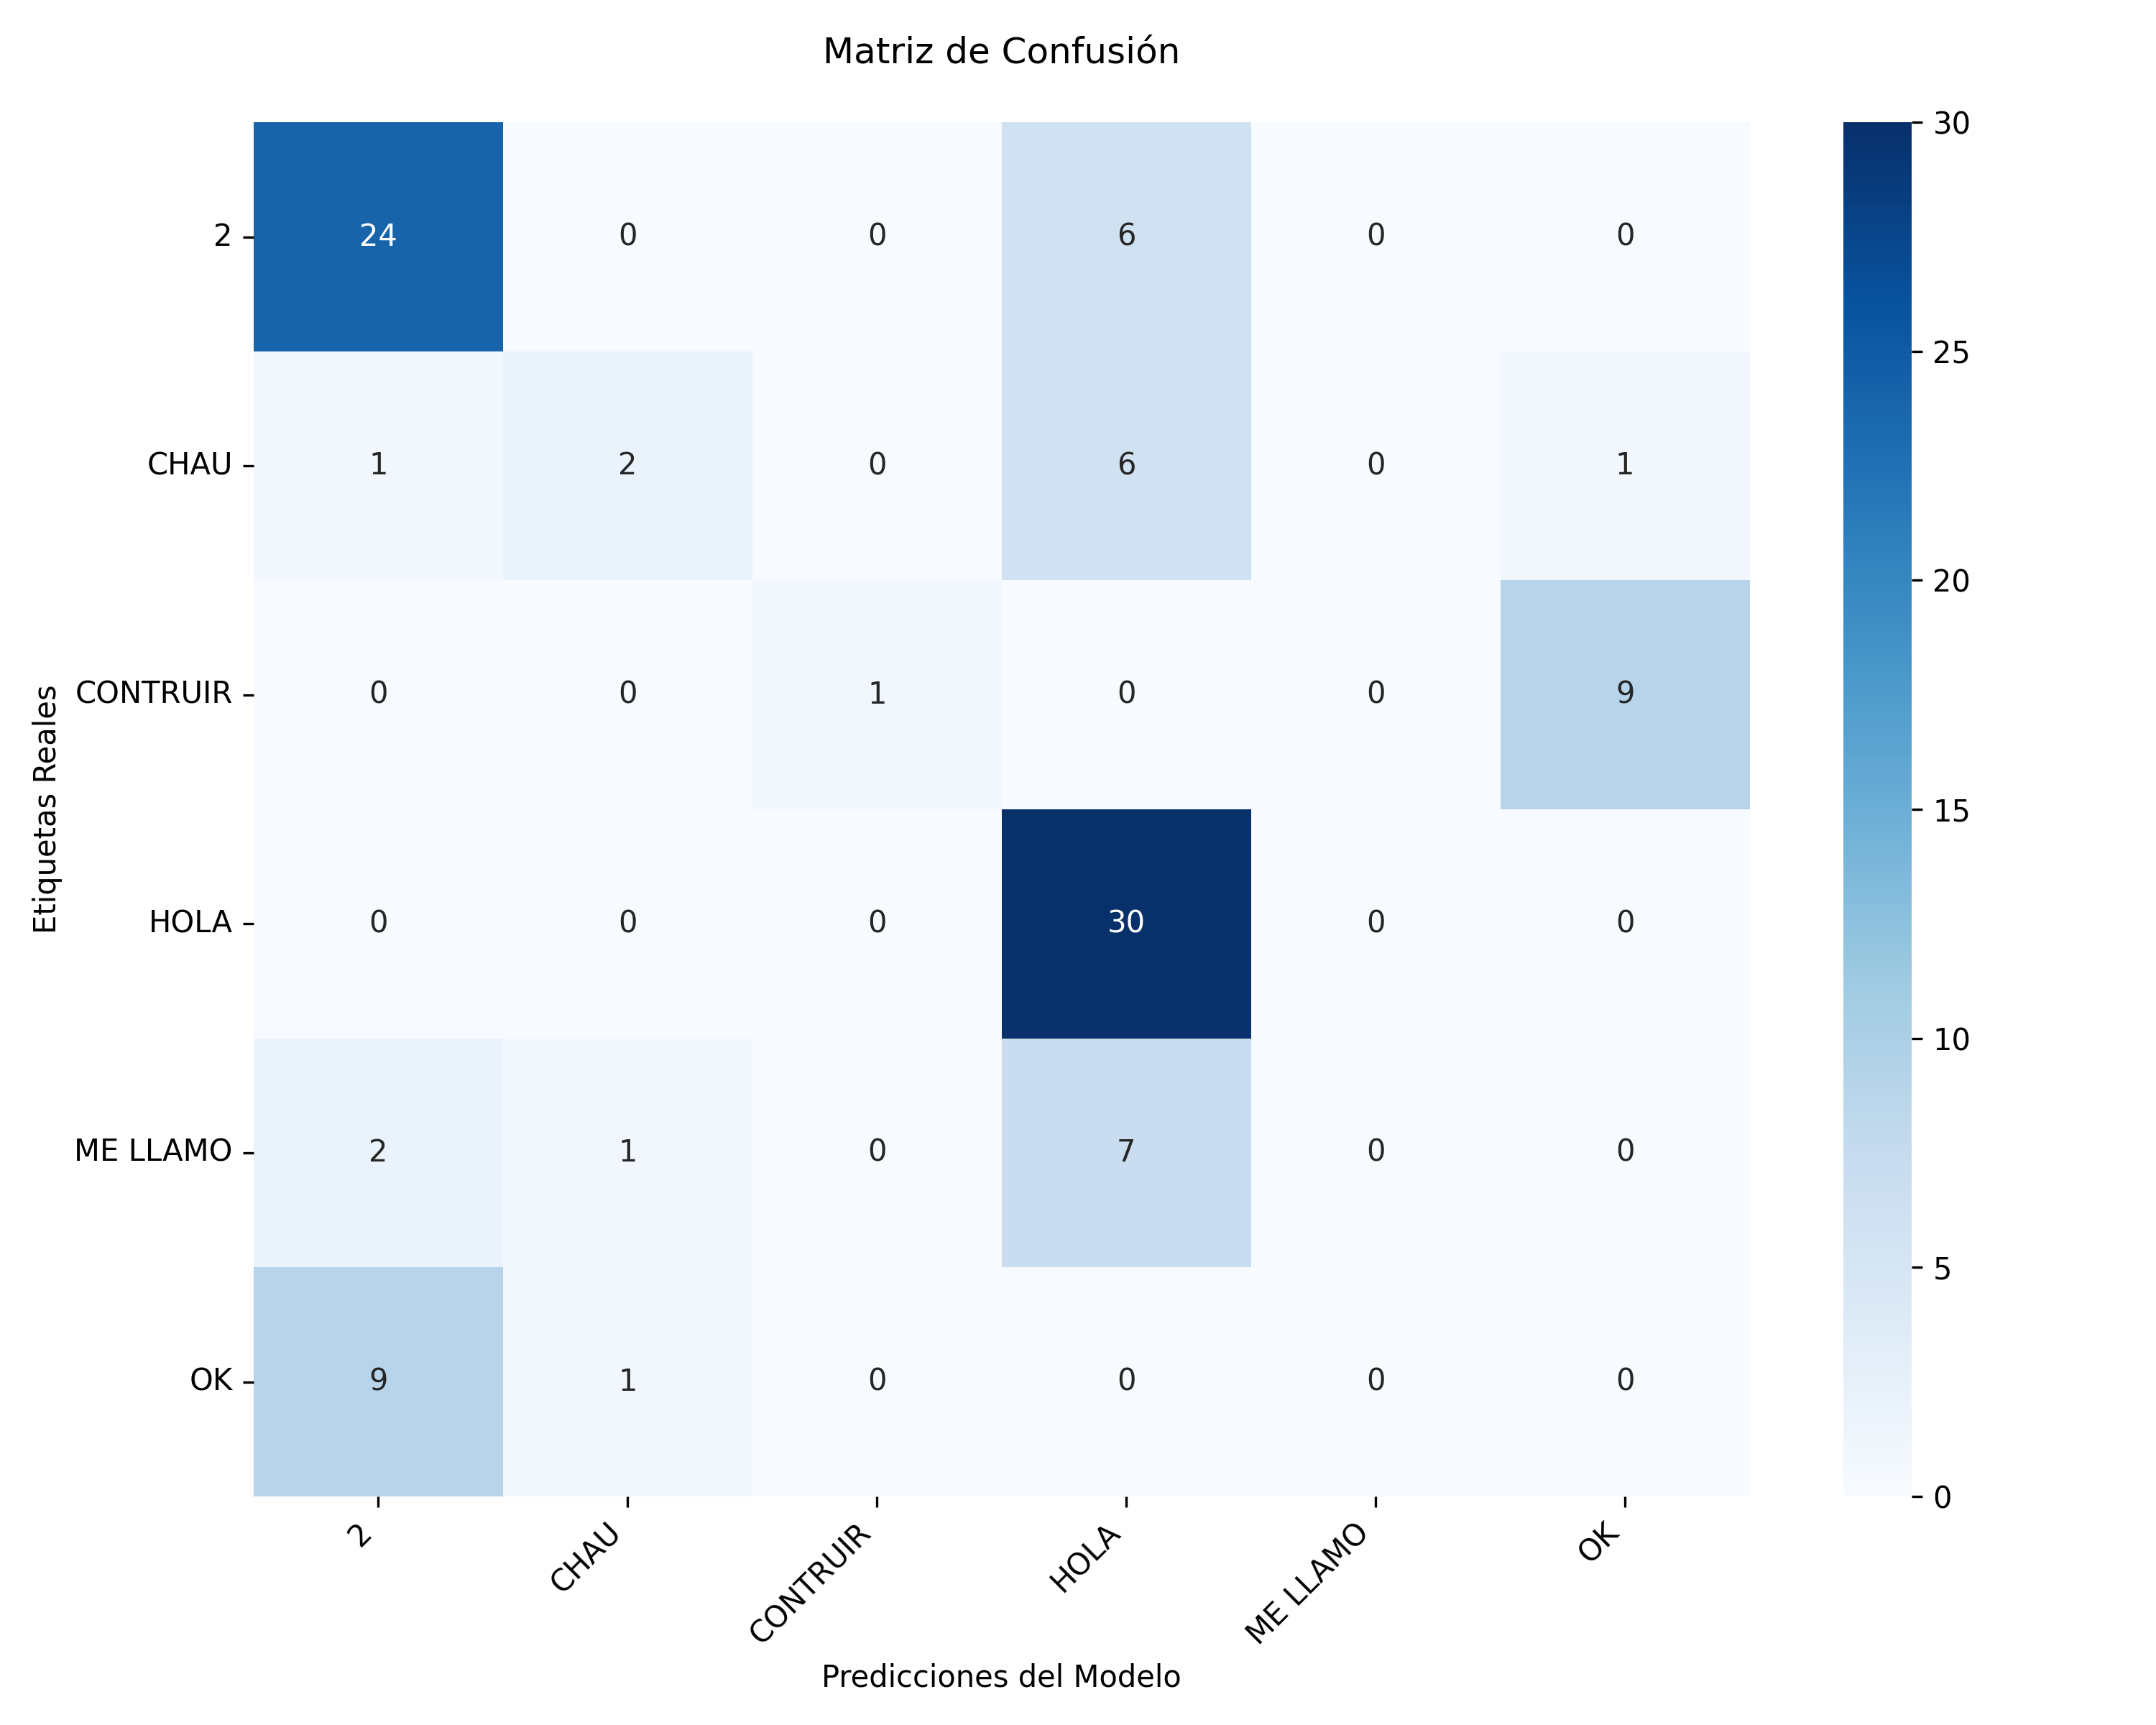 Matriz de Confusión
2 24 0 0 6 0 0
CHAU 1 2 0 6 0 1
CONTRUIR 0 0 1 0 0 9
HOLA 0 0 0 30 0 0
ME LLAMO 2 1 0 7 0 0
OK 9 1 0 0 0 0
Etiquetas Reales
2 CHAU CONTRUIR HOLA ME LLAMO OK
Predicciones del Modelo
30
25
20
15
10
5
0